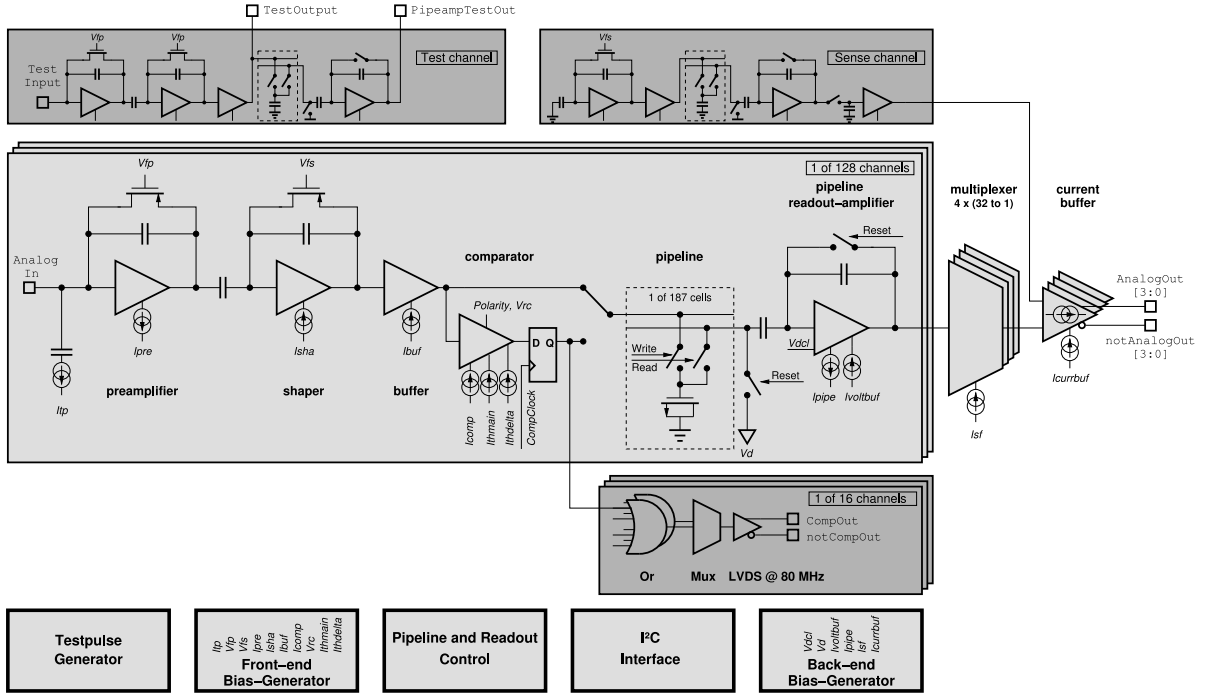 TestOutput
PipeampTestOut
Vfp
Vfp
Test channel
Test
Input
Vfs
Sense channel
1 of 128 channels
Vfp
Vfs
pipeline
readout–amplifier
multiplexer
4 x (32 to 1)
current
buffer
Reset
Analog
In
comparator
pipeline
AnalogOut
[3:0]
1 of 187 cells
Polarity, Vrc
D Q
Vdcl
notAnalogOut
[3:0]
Write
Read
Ipre
Isha
Ibuf
Reset
Icurrbuf
preamplifier
shaper
buffer
Ipipe
Ivoltbuf
Itp
Icomp
Ithmain
Ithdelta
CompClock
Isf
Vd
1 of 16 channels
CompOut
notCompOut
Or
Mux
LVDS @ 80 MHz
Testpulse
Generator
Itp
Vfp
Vfs
Ipre
Isha
Ibuf
Icomp
Vrc
Ithmain
Ithdelta
Front–end
Bias–Generator
Pipeline and Readout
Control
I²C
Interface
Vdcl
Vd
Ivoltbuf
Ipipe
Isf
Icurrbuf
Back–end
Bias–Generator